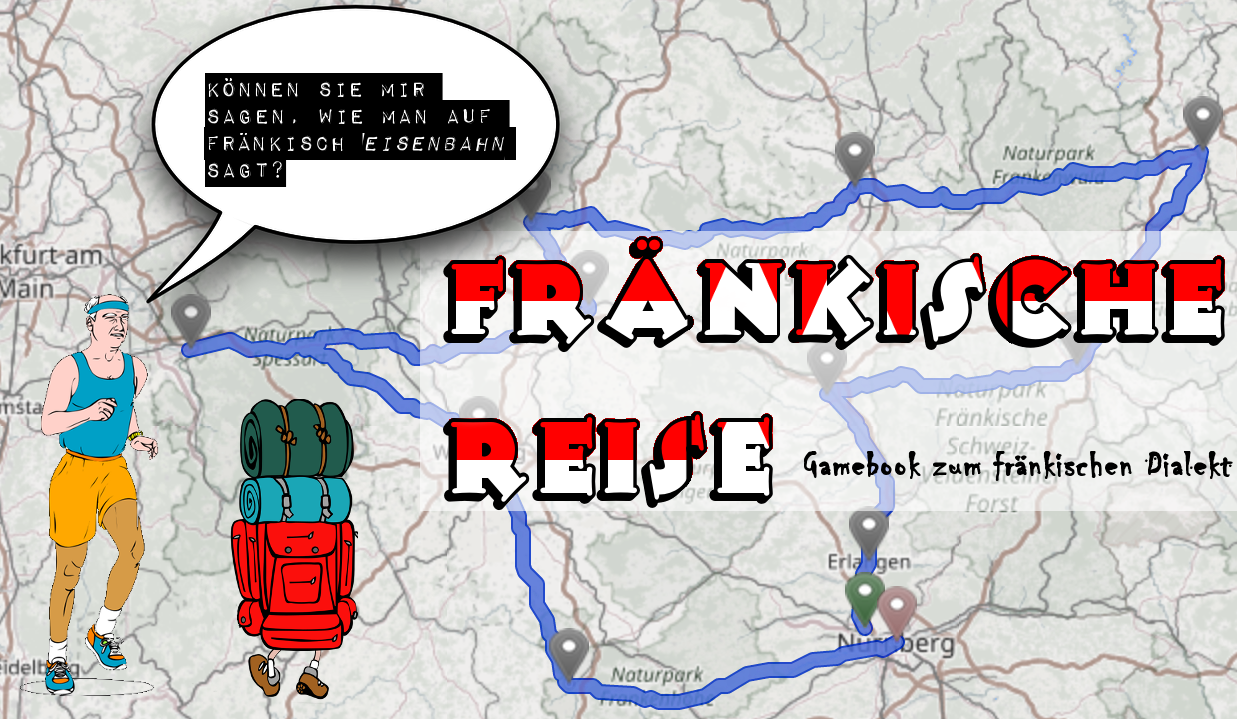 KÖNNEN SIE MIR
SAGEN, WIE MAN AUF
FRÄNKISCH 'EISENBAHN
SAGT?
Naturpark
Frankenwald
Naturpark
kfurt am
Main
FRÄNKISCHE
Naturpark
Spessart
REISE
Gamebook zum fränkischen Dialekt
Naturpark
Fränkische
Schweiz-
Forst
Erlangen
Nürnberg
Naturpark
Frankenhöhe